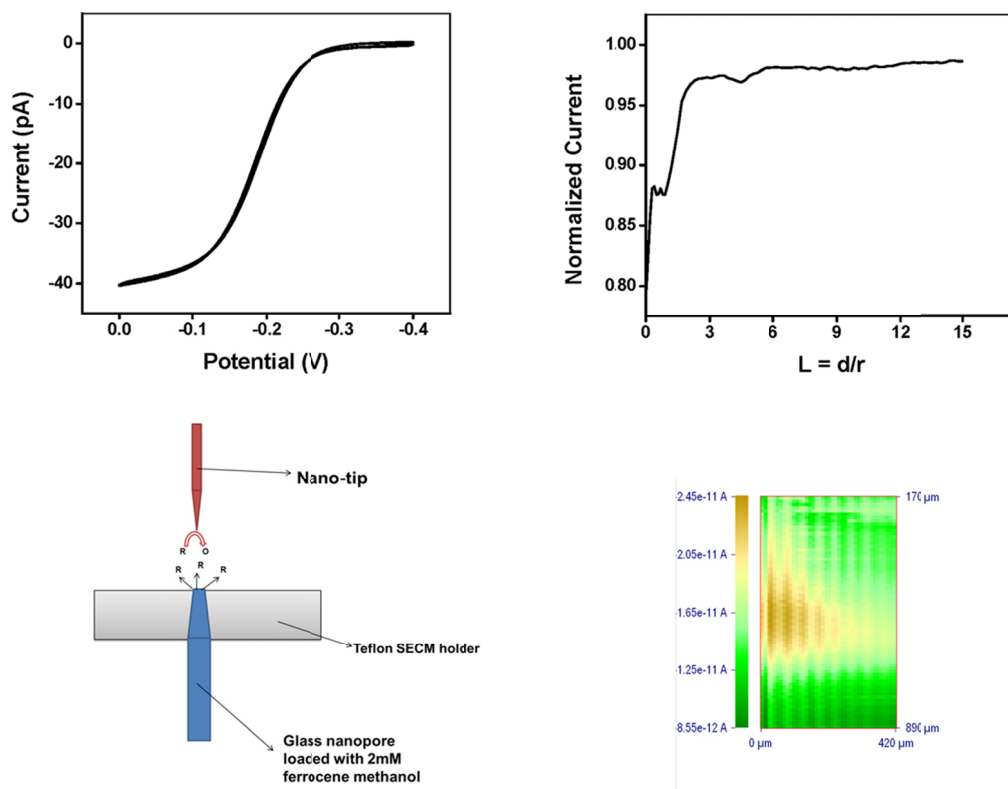 Current (pA)
0
-10
-20
-30
-40
0.0 -0.1 -0.2 -0.3 -0.4
Potential (V)
Normalized Current
1.00
0.95
0.90
0.85
0.80
0 3 6 9 12 15
L = d/r
Nano-tip
R O
R
R R
Teflon SECM holder
Glass nanopore
loaded with 2mM
ferrocene methanol
-2.45e-11 A
-2.05e-11 A
-1.65e-11 A
-1.25e-11 A
-8.55e-12 A
170 µm
890 µm
0 µm 420 µm